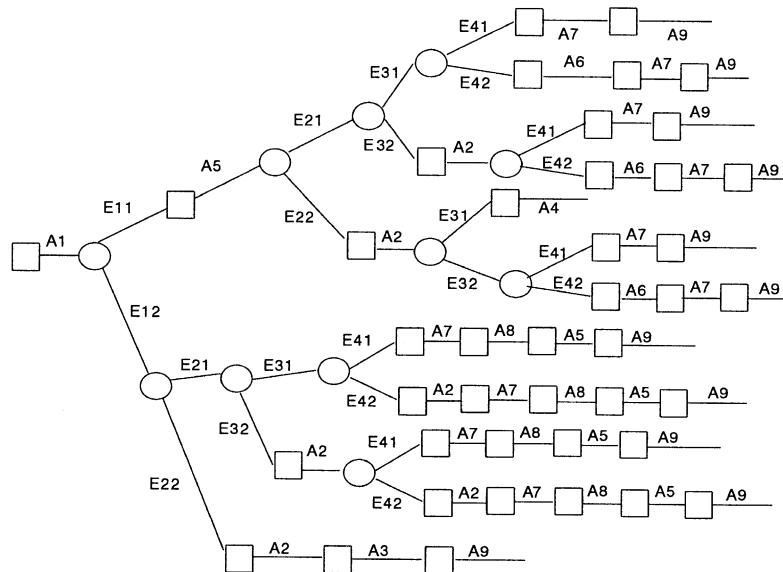 E41 A7 A9
E31 E42 A6 A7 A9
E21 E32 A2 E41 A7 A9
E42 A6 A7 A9
A5
E11 E22 A2 E31 A4
A1 E32 E41 A7 A9
E42 A6 A7 A9
E12
E21 E31 E41 A7 A8 A5 A9
E42 A2 A7 A8 A5 A9
E32 A2 E41 A7 A8 A5 A9
E22 E42 A2 A7 A8 A5 A9
A2 A3 A9